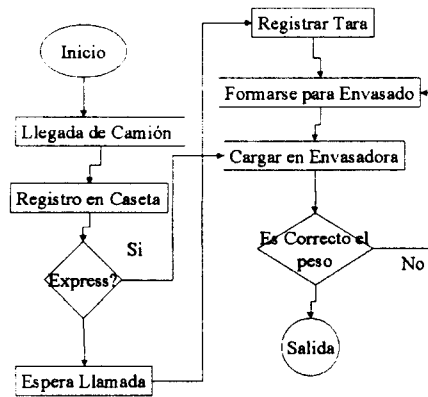 Inicio
Llegada de Camión
Registro en Caseta
Si
Express?
Espera Llamada
Registrar Tara
Formarse para Envasado
Cargar en Envasadora
Es Correcto el
peso
No
Salida